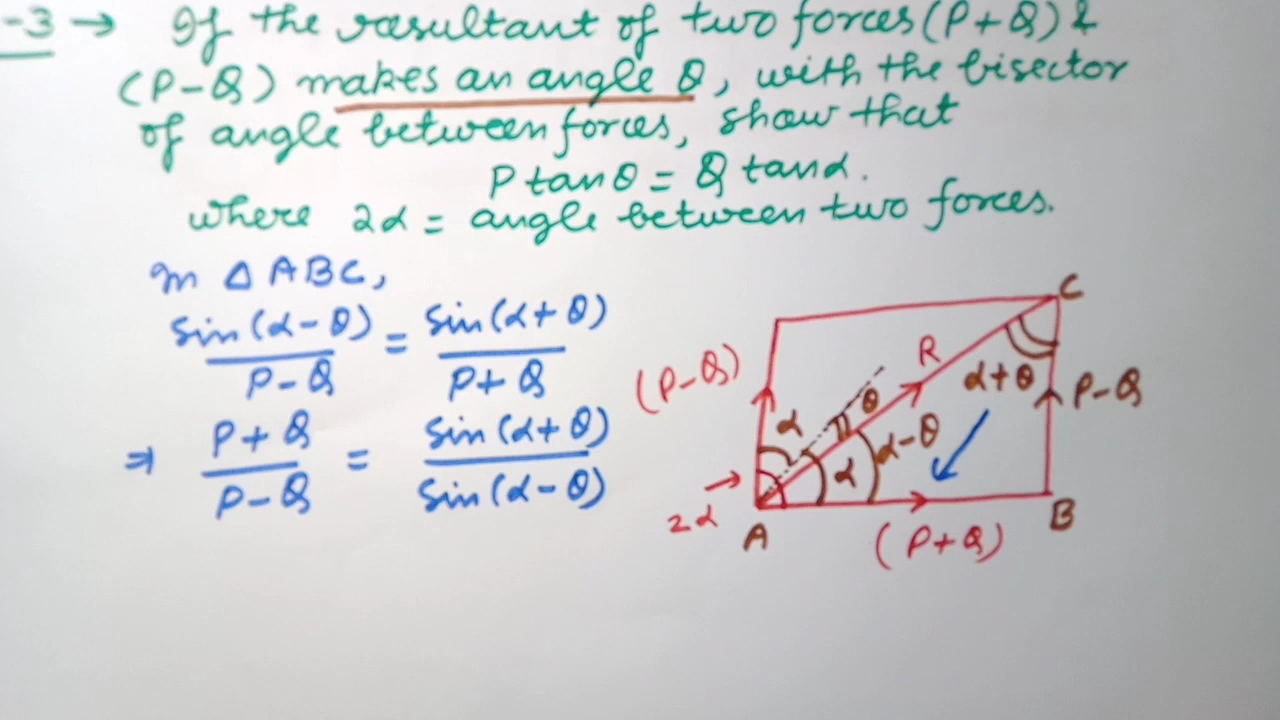 -3 → If the resultant of two forces (P+Q) &
(P-Q) makes an angle θ, with the bisector
of angle between forces, show that
P tan θ = Q tan α.
where 2α = angle between two forces.
In △ ABC,
sin(α-θ) / P-Q = sin(α+θ) / P+Q
⇒ P+Q / P-Q = sin(α+θ) / sin(α-θ)
C
R
(P-Q)
α+θ
P-Q
θ
α
α-θ
α
2α
A
B
(P+Q)